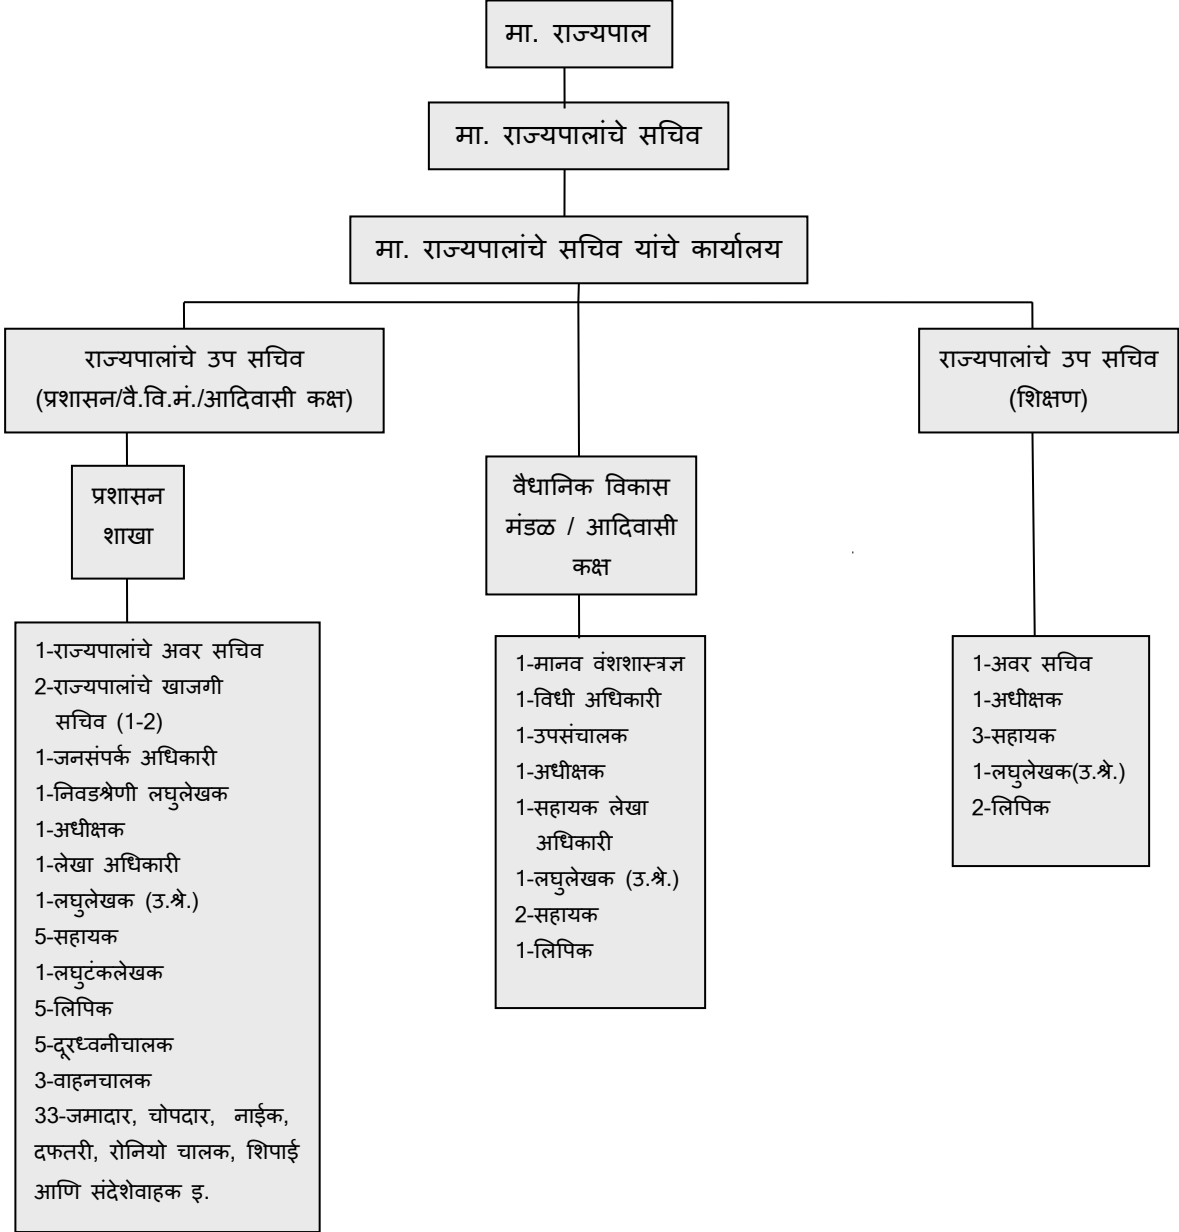 मा. राज्यपाल
मा. राज्यपालांचे सचिव
मा. राज्यपालांचे सचिव यांचे कार्यालय
राज्यपालांचे उप सचिव
(प्रशासन/वै.वि.मं./आदिवासी कक्ष)
प्रशासन
शाखा
1-राज्यपालांचे अवर सचिव
2-राज्यपालांचे खाजगी
सचिव (1-2)
1-जनसंपर्क अधिकारी
1-निवडश्रेणी लघुलेखक
1-अधीक्षक
1-लेखा अधिकारी
1-लघुलेखक (उ.श्रे.)
5-सहायक
1-लघुटंकलेखक
5-लिपिक
5-दूरध्वनीचालक
3-वाहनचालक
33-जमादार, चोपदार, नाईक,
दफतरी, रोनियो चालक, शिपाई
आणि संदेशेवाहक इ.
वैधानिक विकास
मंडळ / आदिवासी
कक्ष
1-मानव वंशशास्त्रज्ञ
1-विधी अधिकारी
1-उपसंचालक
1-अधीक्षक
1-सहायक लेखा
अधिकारी
1-लघुलेखक (उ.श्रे.)
2-सहायक
1-लिपिक
राज्यपालांचे उप सचिव
(शिक्षण)
1-अवर सचिव
1-अधीक्षक
3-सहायक
1-लघुलेखक(उ.श्रे.)
2-लिपिक